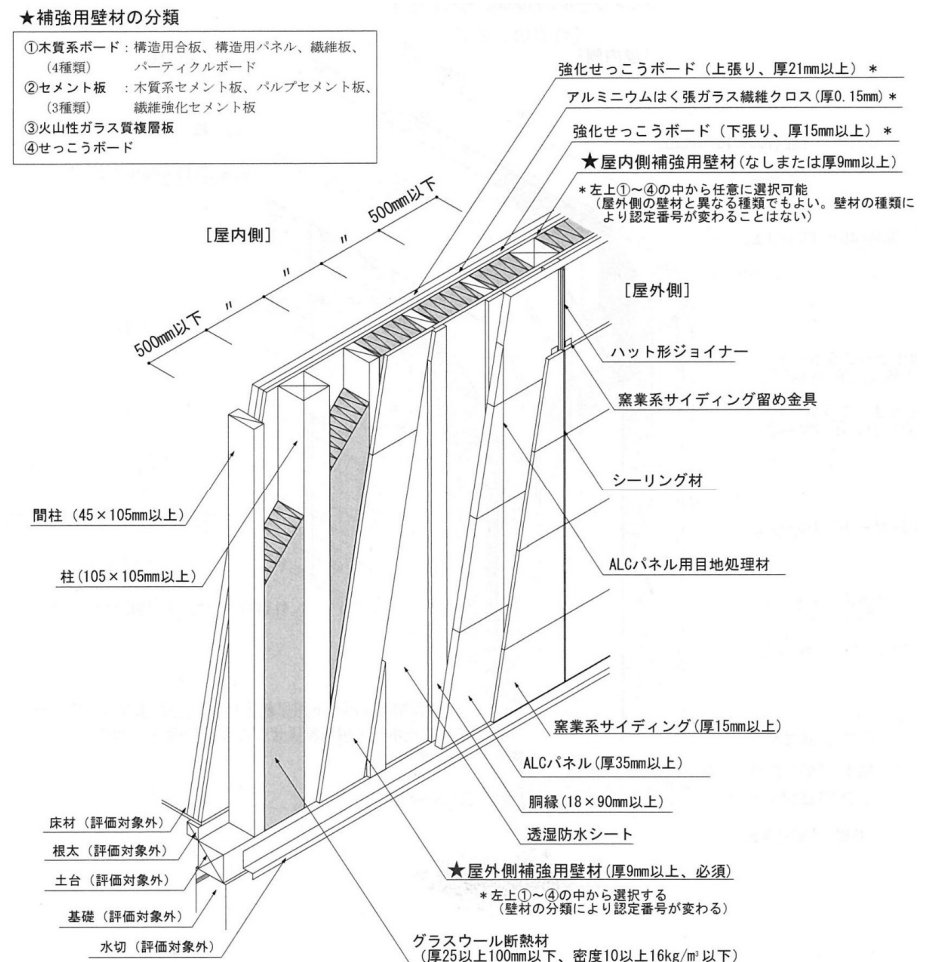 ★補強用壁材の分類
①木質系ボード：構造用合板、構造用パネル、繊維板、
(4種類)　パーティクルボード
②セメント板　：木質系セメント板、パルプセメント板、
(3種類)　繊維強化セメント板
③火山性ガラス質複層板
④せっこうボード
強化せっこうボード（上張り、厚21mm以上）＊
アルミニウムはく張ガラス繊維クロス(厚0.15mm)＊
強化せっこうボード（下張り、厚15mm以上）＊
★屋内側補強用壁材(なしまたは厚9mm以上)
＊左上①～④の中から任意に選択可能
（屋外側の壁材と異なる種類でもよい。壁材の種類に
より認定番号が変わることはない）
500mm以下
〃
〃
〃
500mm以下
[屋内側]
[屋外側]
ハット形ジョイナー
窯業系サイディング留め金具
シーリング材
ALCパネル用目地処理材
間柱（45×105mm以上）
柱(105×105mm以上)
窯業系サイディング(厚15mm以上)
ALCパネル(厚35mm以上)
胴縁(18×90mm以上)
透湿防水シート
★屋外側補強用壁材(厚9mm以上、必須)
＊左上①～④の中から選択する
（壁材の分類により認定番号が変わる）
床材（評価対象外）
根太（評価対象外）
土台（評価対象外）
基礎（評価対象外）
水切（評価対象外）
グラスウール断熱材
（厚25以上100mm以下、密度10以上16kg/m³以下）